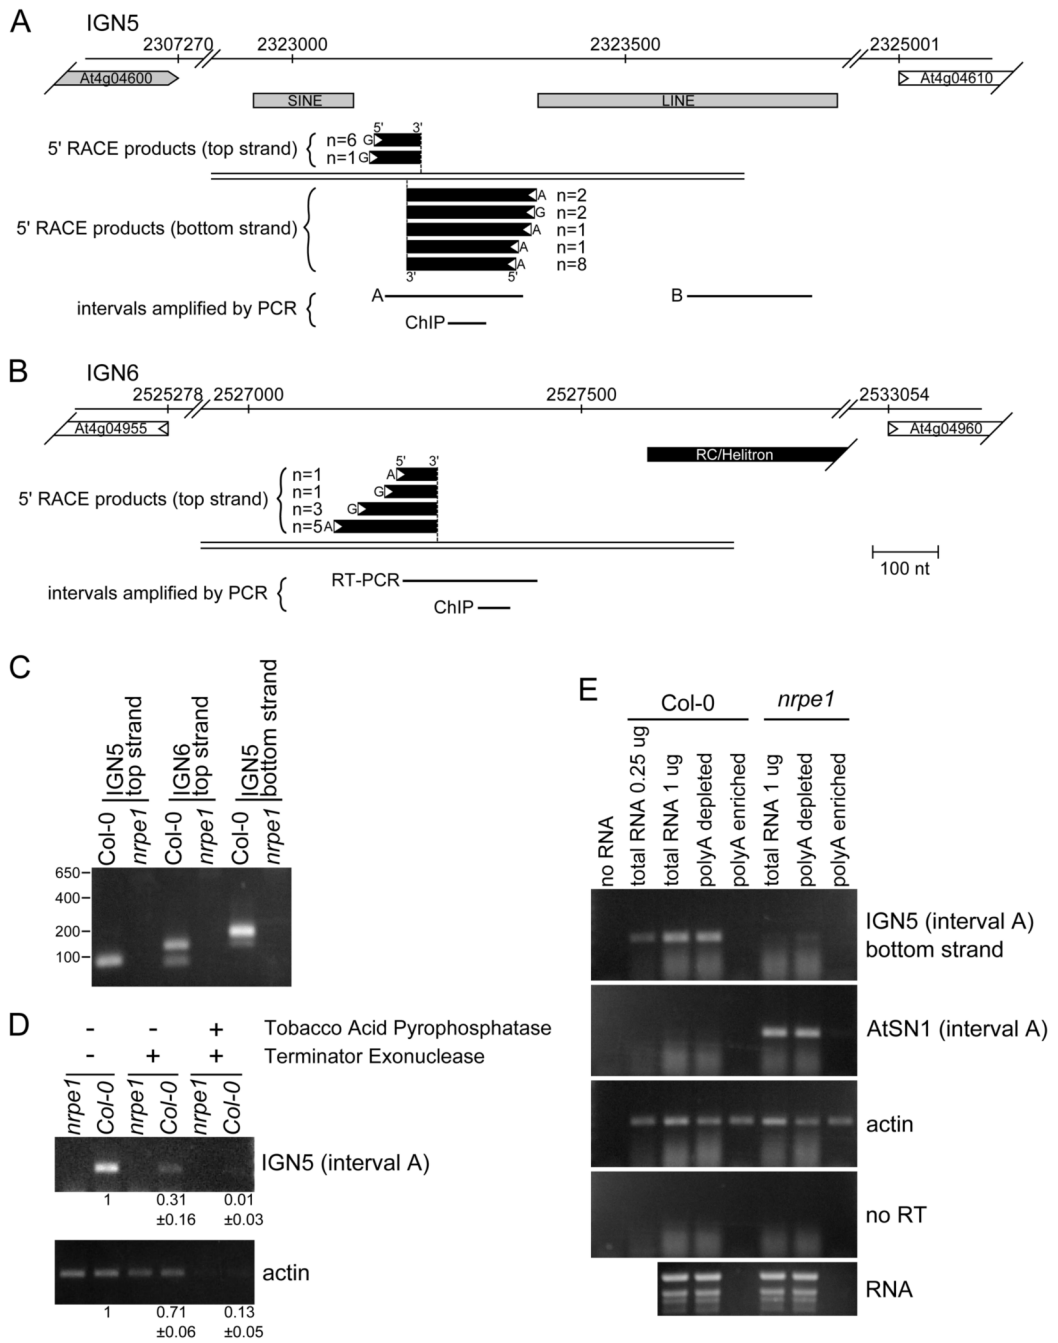 A
IGN5
2307270 2323000 2323500 2325001
At4g04600 At4g04610
SINE LINE
5' 3'
5' RACE products (top strand) n=6 G
n=1 G
A n=2
G n=2
5' RACE products (bottom strand) A n=1
A n=1
A n=8
3' 5'
intervals amplified by PCR A B
ChIP
B
IGN6
2525278 2527000 2527500 2533054
At4g04955 At4g04960
RC/Helitron
5' 3'
n=1 A
5' RACE products (top strand) n=1 G
n=3 G
n=5 A
100 nt
intervals amplified by PCR RT-PCR
ChIP
C
IGN5 top strand
IGN6 top strand
IGN5 bottom strand
Col-0 nrpe1 Col-0 nrpe1 Col-0 nrpe1
650
400
200
100
D
- - + Tobacco Acid Pyrophosphatase
- + + Terminator Exonuclease
nrpe1 Col-0 nrpe1 Col-0 nrpe1 Col-0
IGN5 (interval A)
1 0.31 0.01
±0.16 ±0.03
actin
1 0.71 0.13
±0.06 ±0.05
E
Col-0 nrpe1
no RNA
total RNA 0.25 ug
total RNA 1 ug
polyA depleted
polyA enriched
total RNA 1 ug
polyA depleted
polyA enriched
IGN5 (interval A)
bottom strand
AtSN1 (interval A)
actin
no RT
RNA